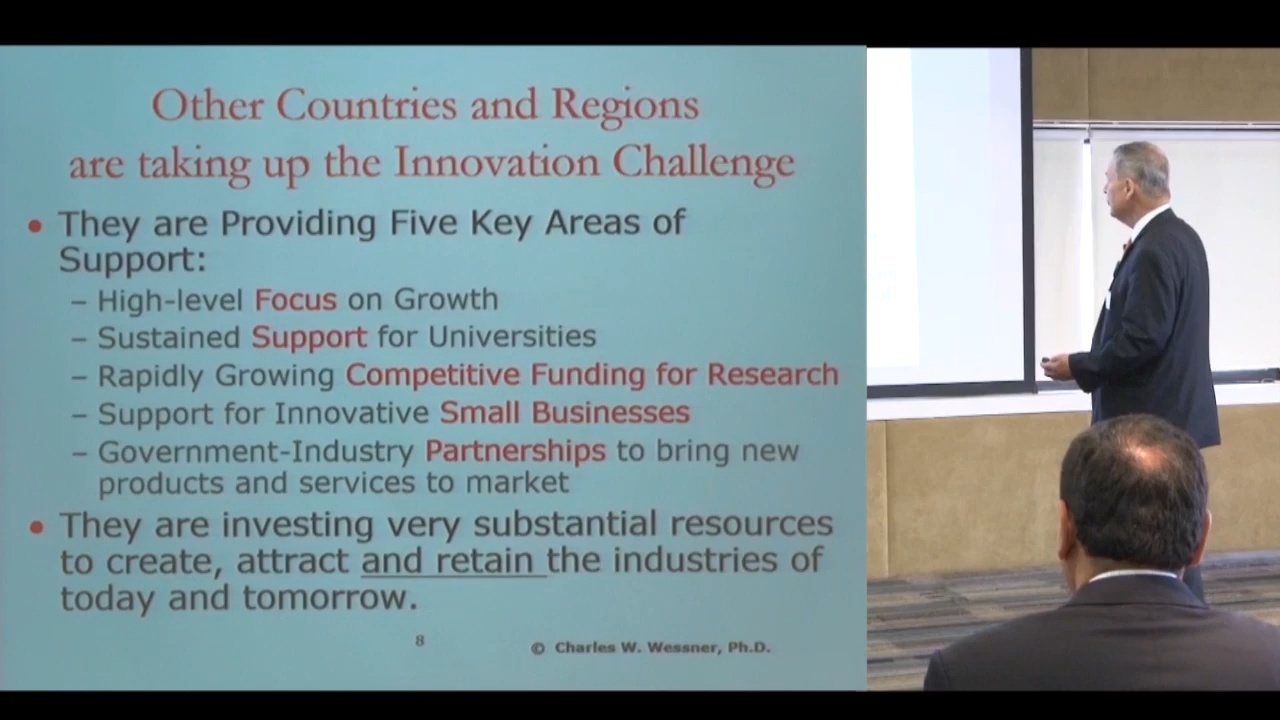 Other Countries and Regions
are taking up the Innovation Challenge
• They are Providing Five Key Areas of
Support:
– High-level Focus on Growth
– Sustained Support for Universities
– Rapidly Growing Competitive Funding for Research
– Support for Innovative Small Businesses
– Government-Industry Partnerships to bring new
products and services to market
• They are investing very substantial resources
to create, attract and retain the industries of
today and tomorrow.
8
© Charles W. Wessner, Ph.D.